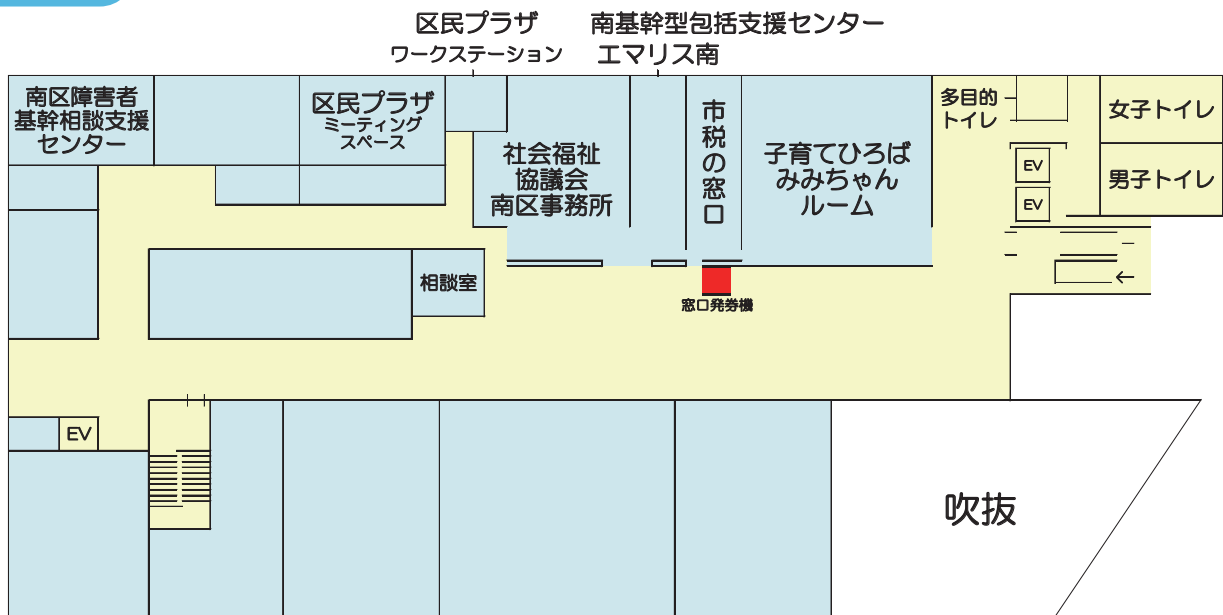 区民プラザ
ワークステーション
南基幹型包括支援センター
エマリス南
南区障害者
基幹相談支援
センター
区民プラザ
ミーティング
スペース
社会福祉
協議会
南区事務所
市税の窓口
子育てひろば
みみちゃん
ルーム
多目的
トイレ
女子トイレ
男子トイレ
EV
EV
相談室
窓口発券機
EV
吹抜